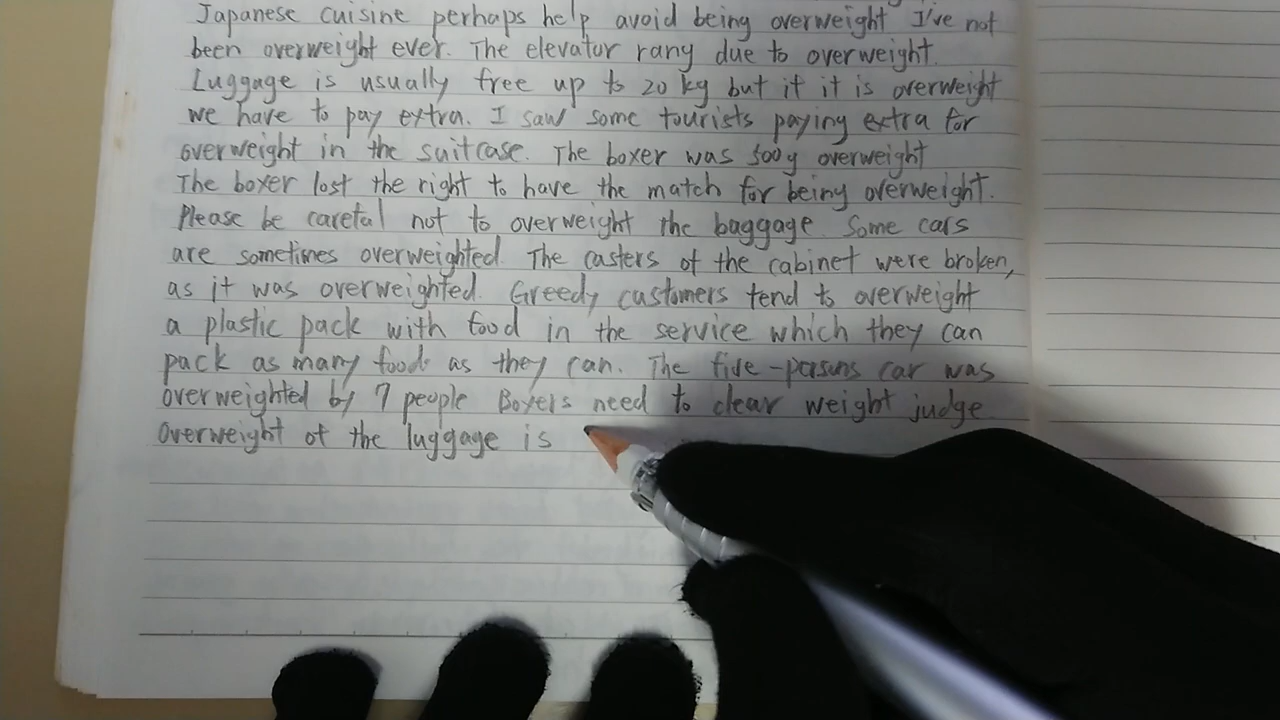 Japanese cuisine perhaps help avoid being overweight I've not
been overweight ever. The elevator rang due to overweight.
Luggage is usually free up to 20 kg but if it is overweight
we have to pay extra. I saw some tourists paying extra for
overweight in the suitcase. The boxer was 500g overweight
The boxer lost the right to have the match for being overweight.
Please be careful not to overweight the baggage. Some cars
are sometimes overweighted. The casters of the cabinet were broken,
as it was overweighted. Greedy customers tend to overweight
a plastic pack with food in the service which they can
pack as many food as they can. The five-persons car was
overweighted by 7 people Boxers need to clear weight judge.
Overweight of the luggage is